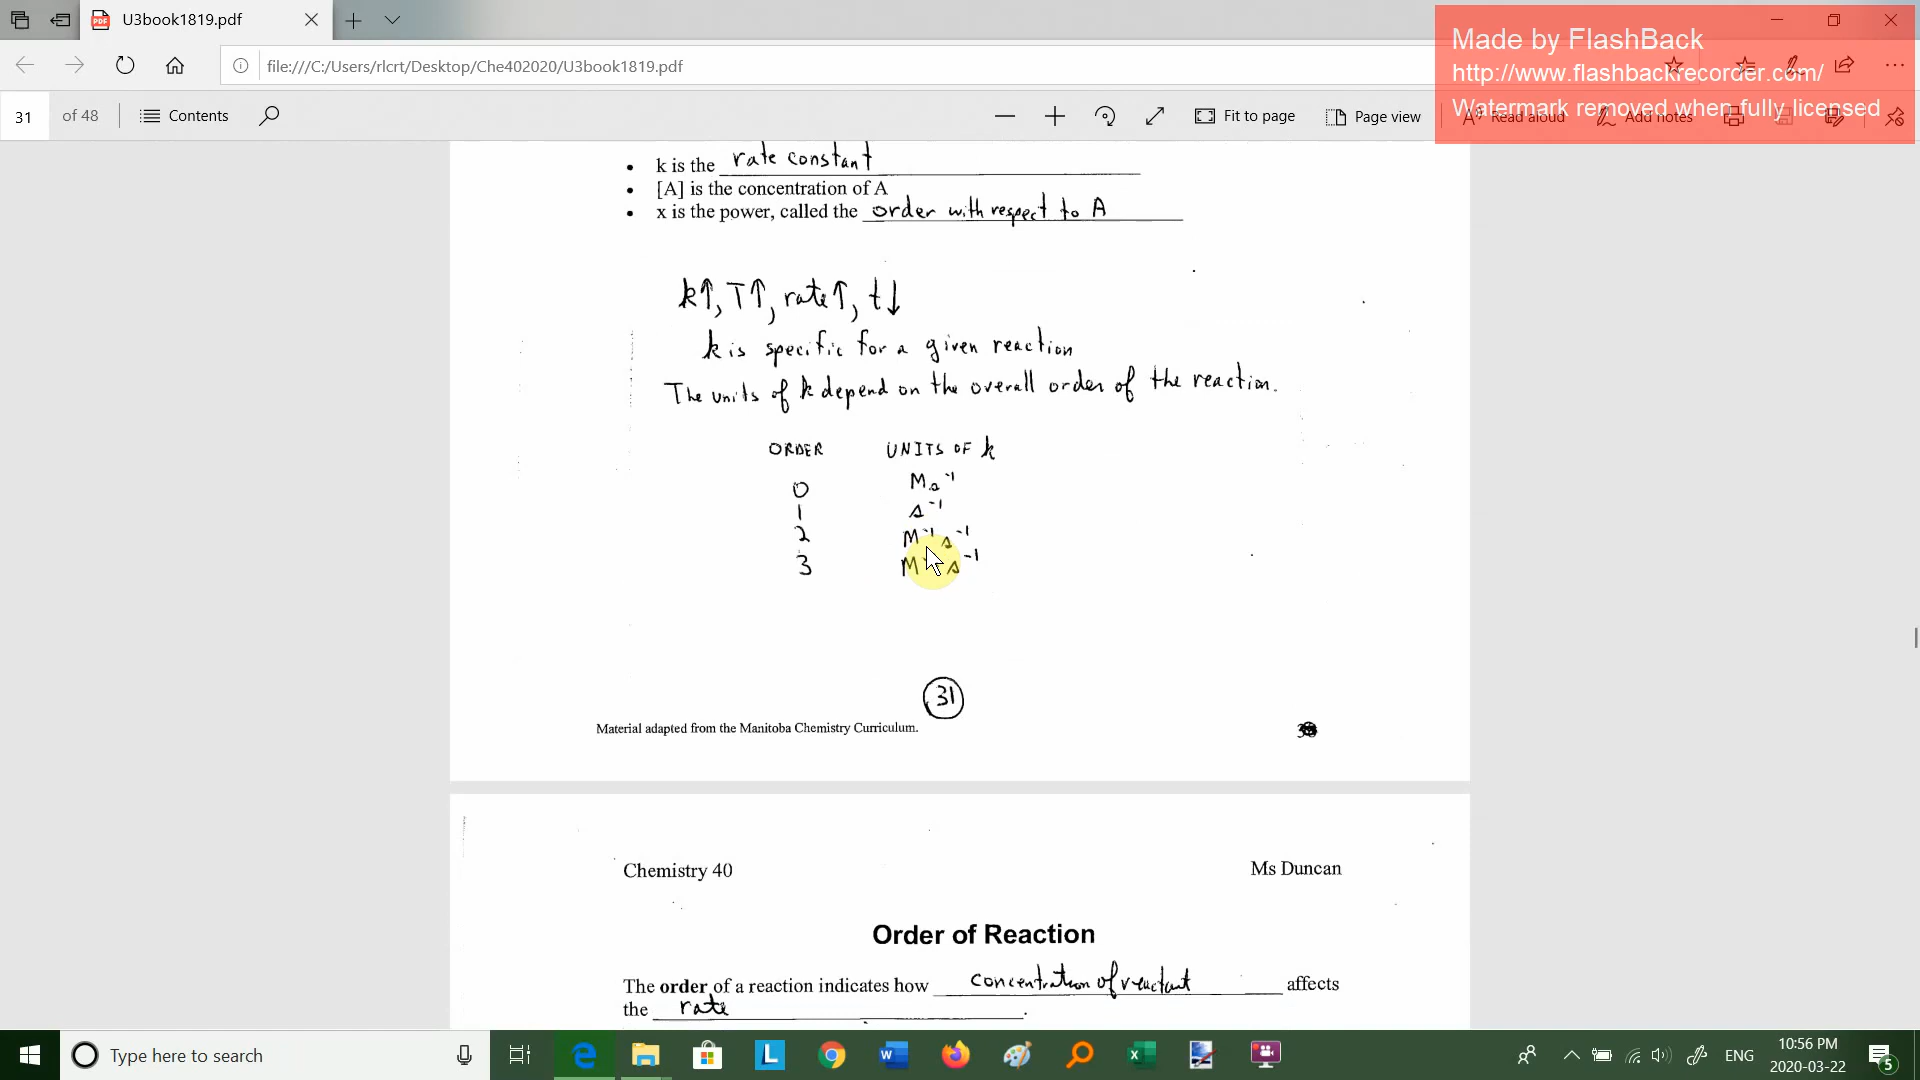 U3book1819.pdf
Made by FlashBack
http://www.flashbackrecorder.com/
Watermark removed when fully licensed
file:///C:/Users/rlcrt/Desktop/Che402020/U3book1819.pdf
31 of 48
Contents
Fit to page
Page view
Read aloud
Add notes
• k is the rate constant
• [A] is the concentration of A
• x is the power, called the order with respect to A
k↑, T↑, rate↑, t↓
k is specific for a given reaction
The units of k depend on the overall order of the reaction.
ORDER UNITS OF k
0 Ms⁻¹
1 s⁻¹
2 M⁻¹ s⁻¹
3 M s⁻¹
31
Material adapted from the Manitoba Chemistry Curriculum.
Chemistry 40
Ms Duncan
Order of Reaction
The order of a reaction indicates how concentration of reactant affects
the rate.
Type here to search
ENG
10:56 PM
2020-03-22
5